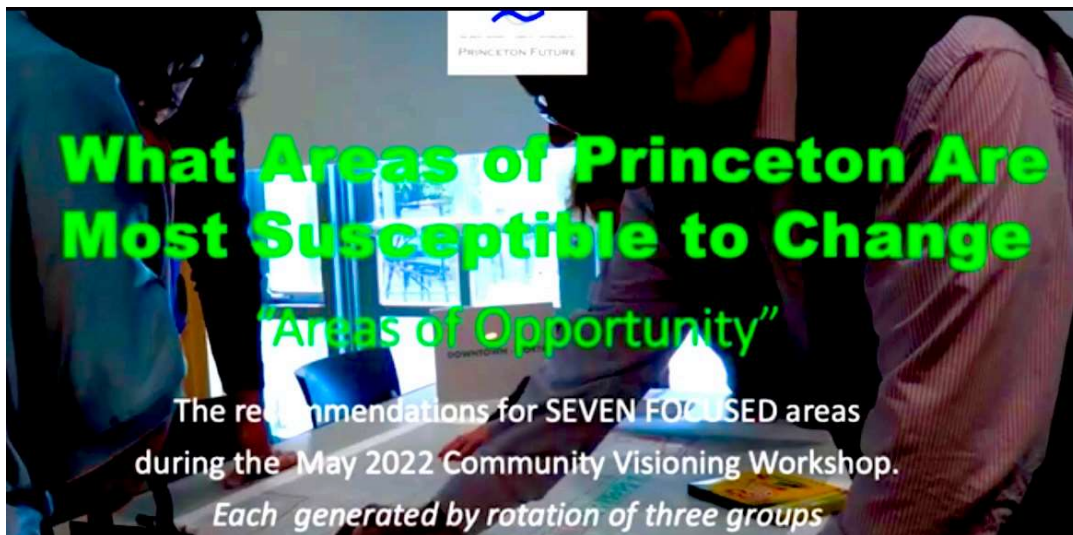 PRINCETON FUTURE
What Areas of Princeton Are
Most Susceptible to Change
“Areas of Opportunity”
DOWNTOWN
The recommendations for SEVEN FOCUSED areas
during the May 2022 Community Visioning Workshop.
Each generated by rotation of three groups